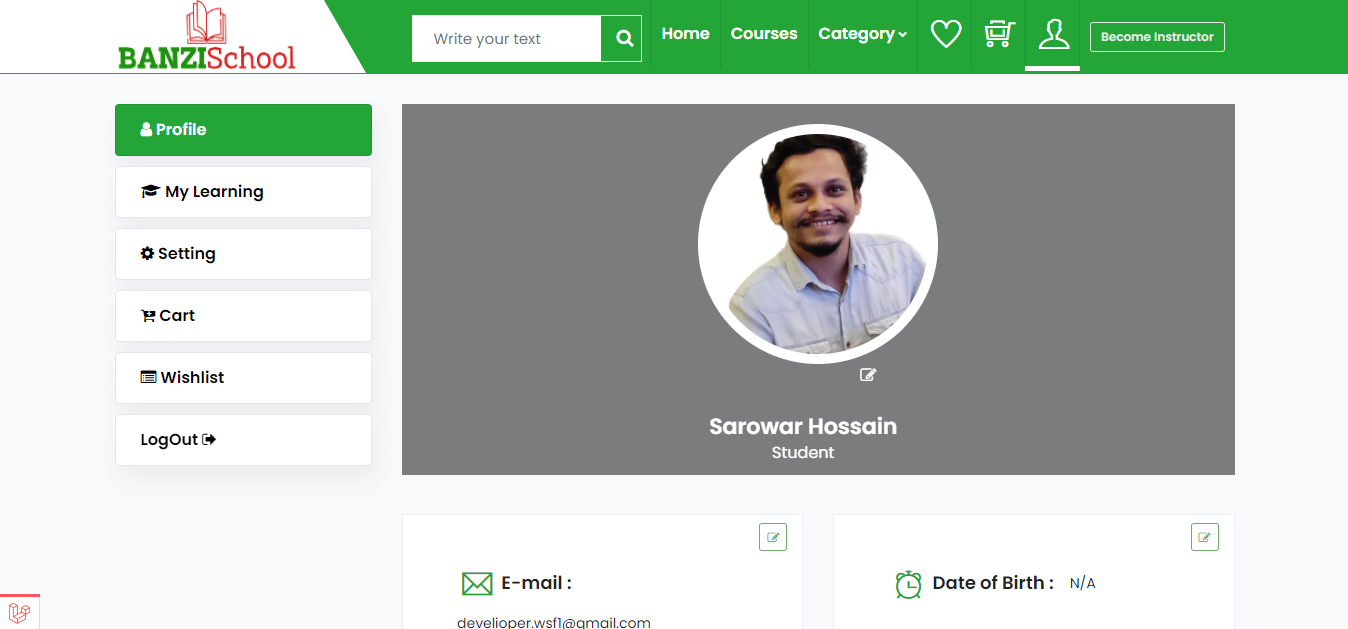 BANZISchool
Write your text
Home
Courses
Category
Become Instructor
Profile
My Learning
Setting
Cart
Wishlist
LogOut
Sarowar Hossain
Student
E-mail :
develioper.wsf1@gmail.com
Date of Birth : N/A